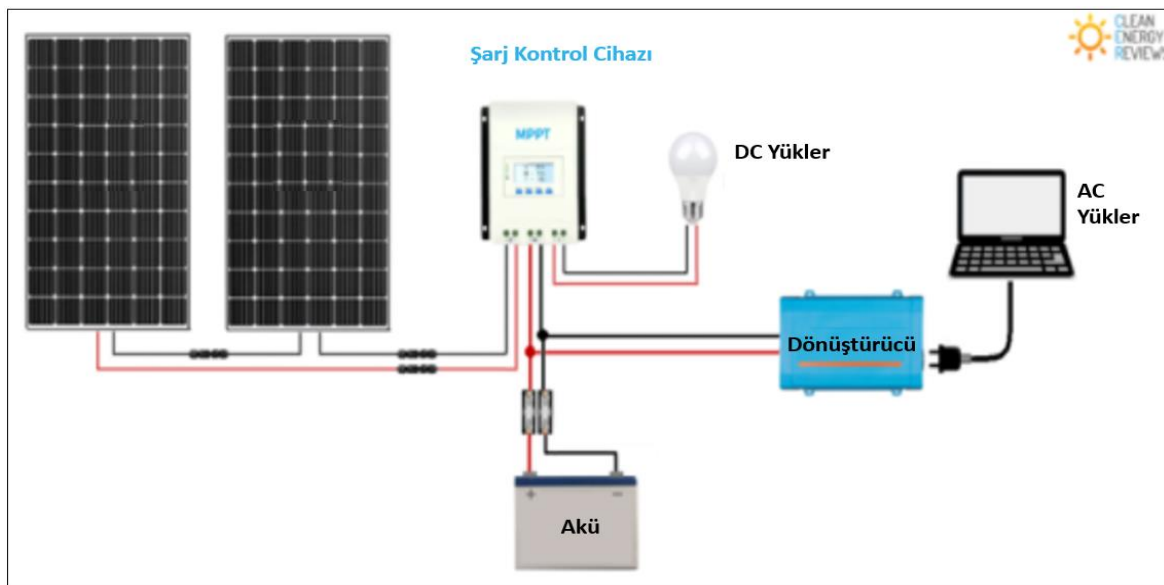 CLEAN
ENERGY
REVIEWS
Şarj Kontrol Cihazı
MPPT
DC Yükler
AC
Yükler
Dönüştürücü
+ −
Akü